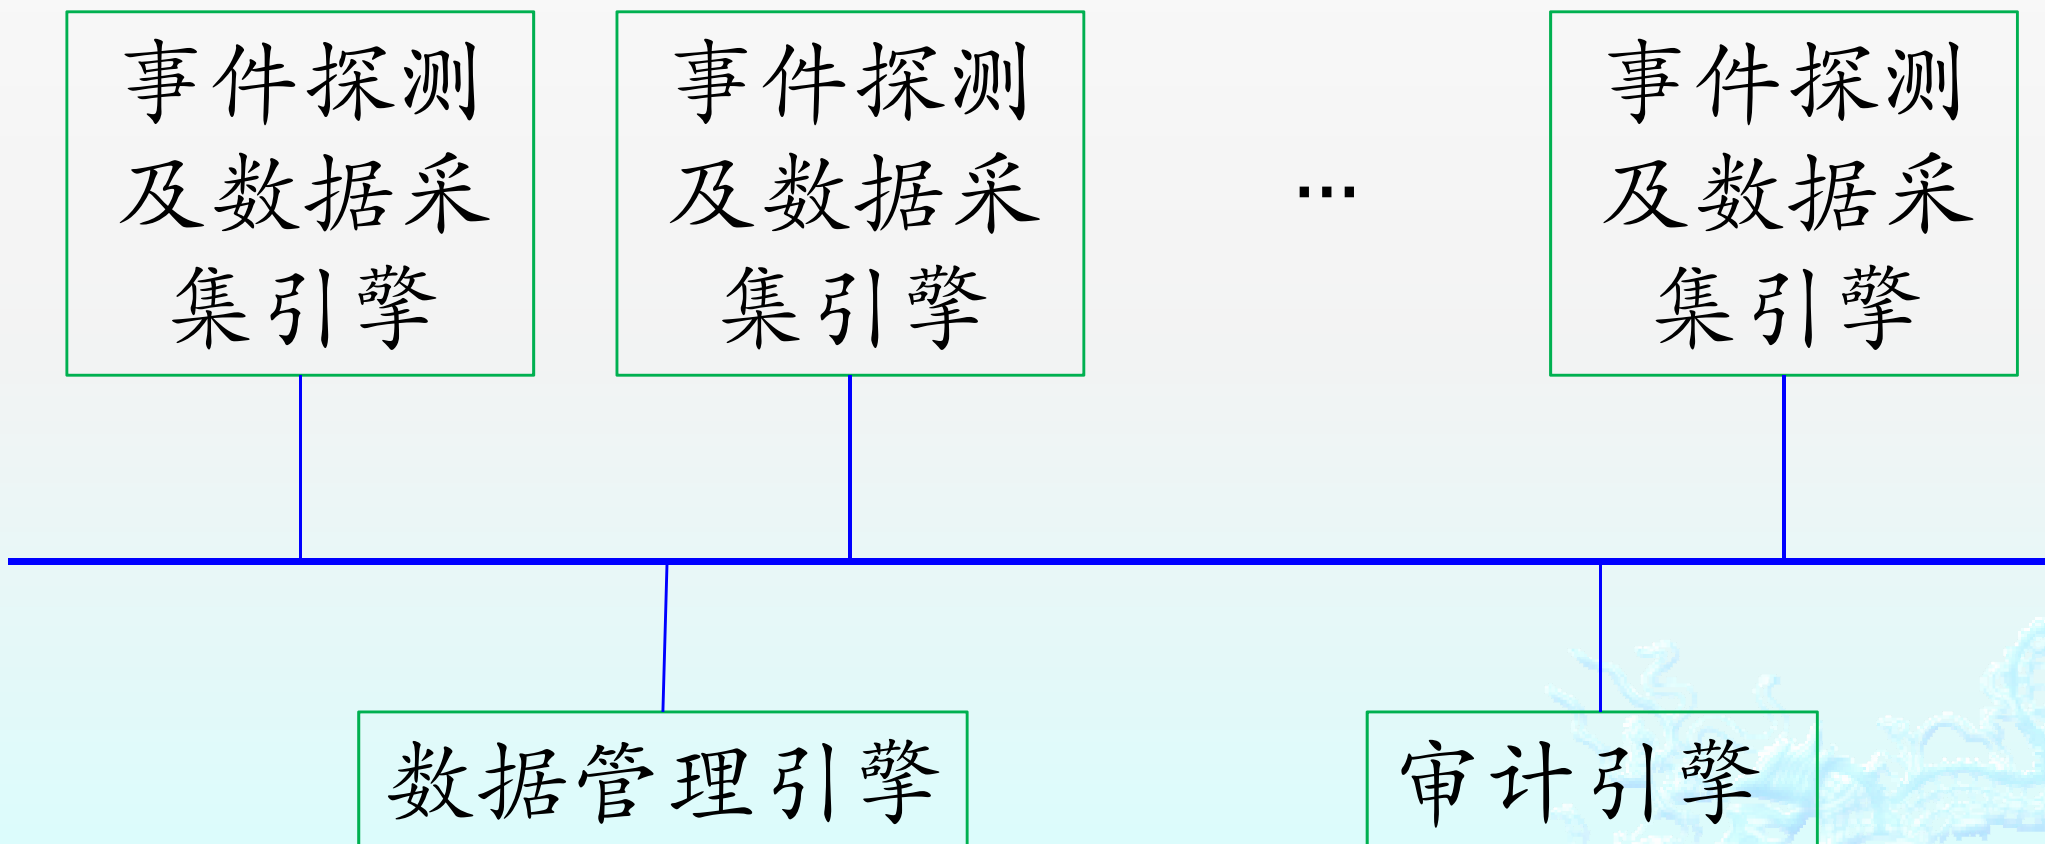 事件探测
及数据采
集引擎
事件探测
及数据采
集引擎
...
事件探测
及数据采
集引擎
数据管理引擎
审计引擎